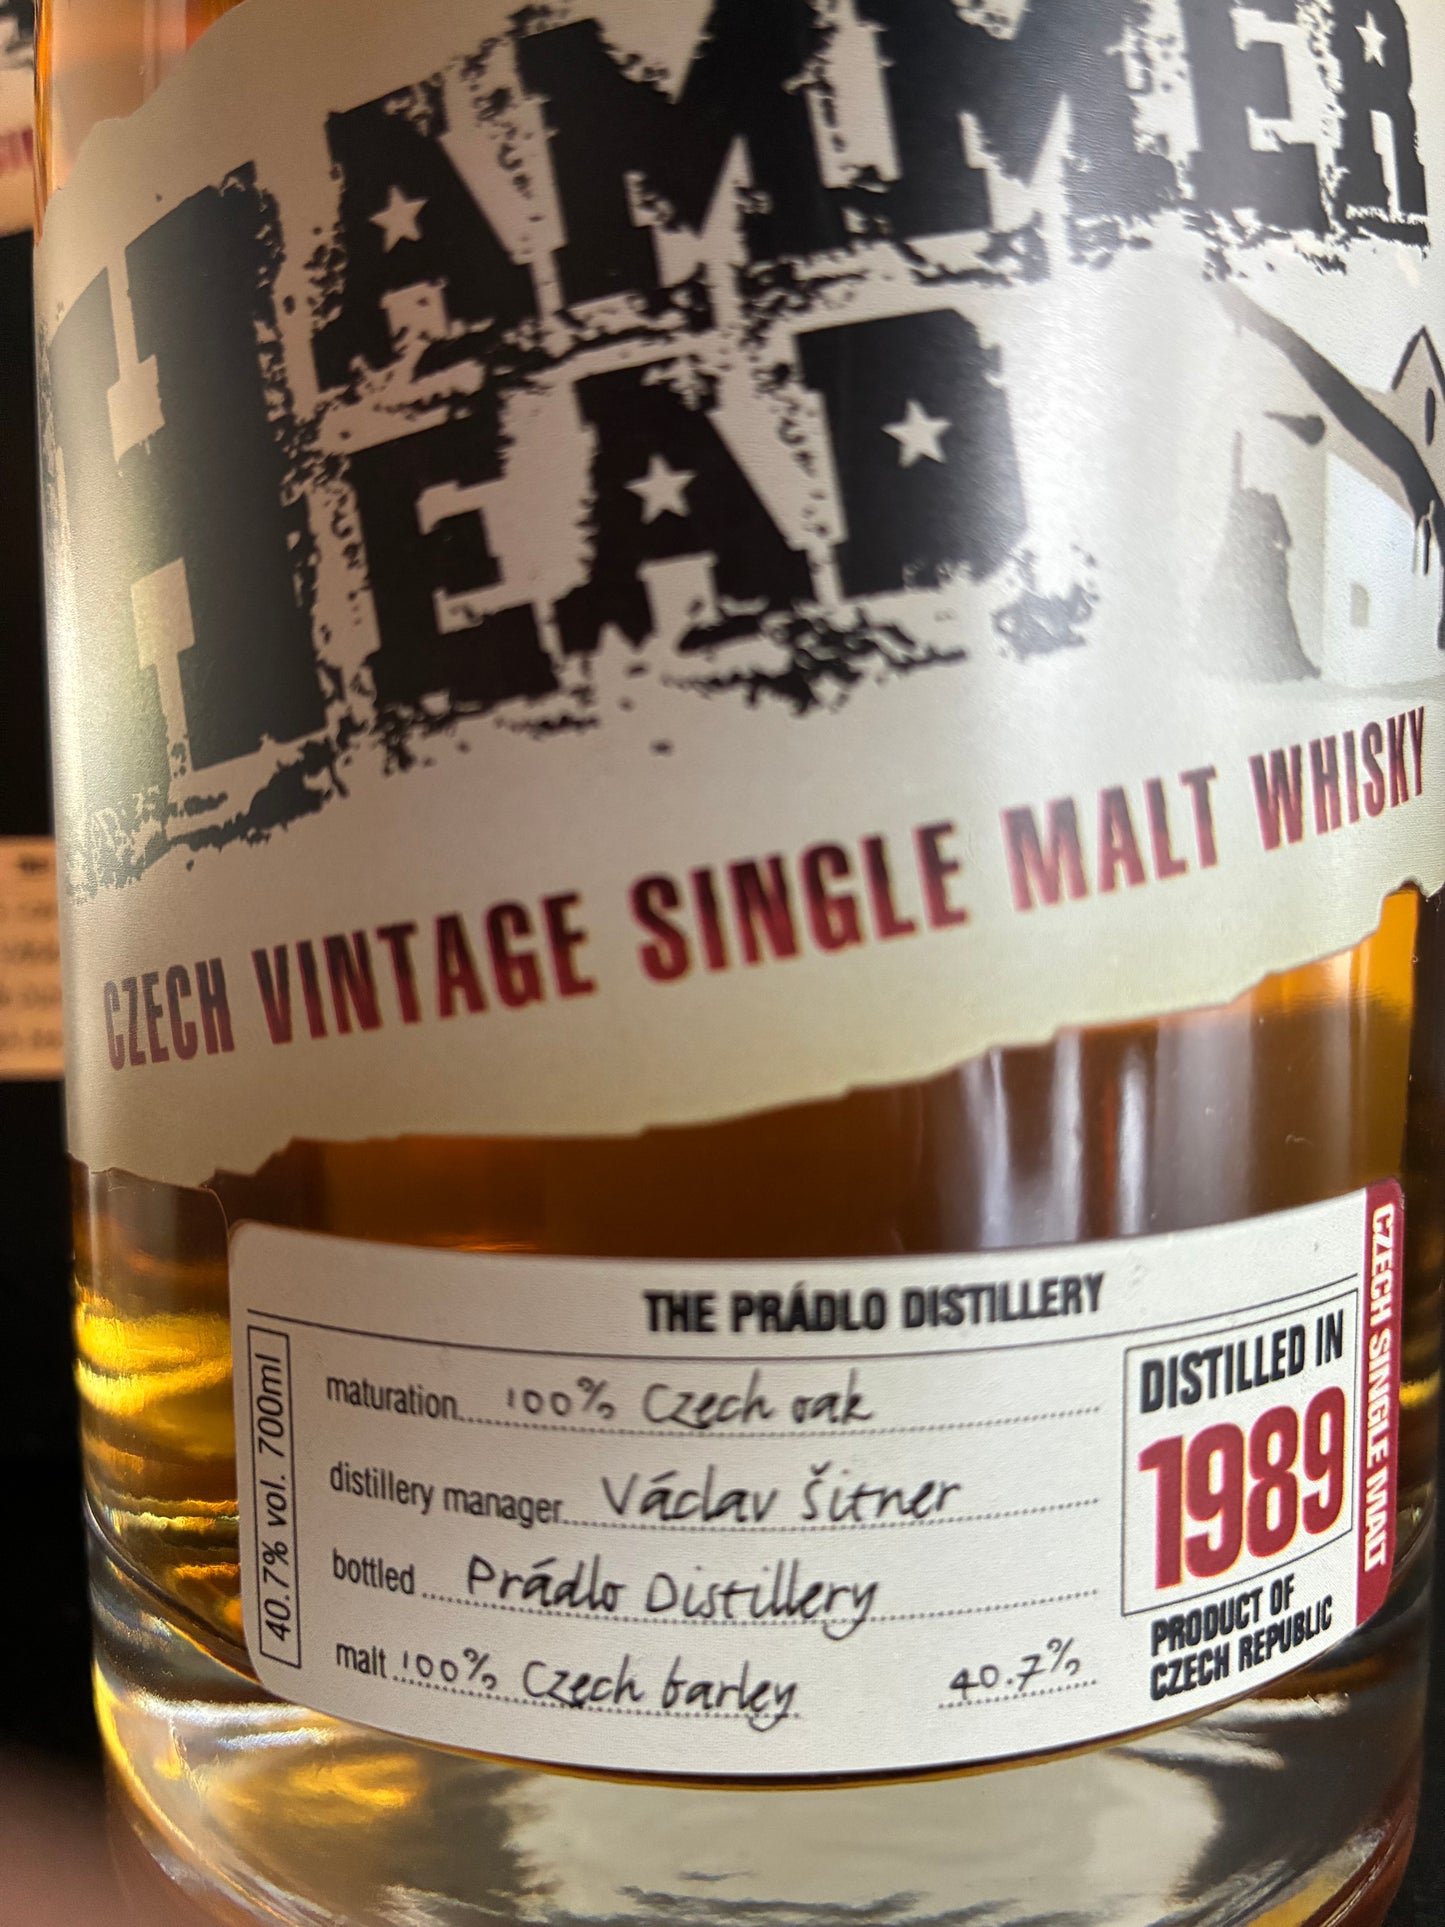 HAMMER
HEAD
CZECH VINTAGE SINGLE MALT WHISKY
THE PRÁDLO DISTILLERY
40.7% vol. 700ml
maturation 100% Czech oak
distillery manager Václav Šitner
bottled Prádlo Distillery
malt 100% Czech barley 40.7%
DISTILLED IN
1989
PRODUCT OF
CZECH REPUBLIC
CZECH SINGLE MALT